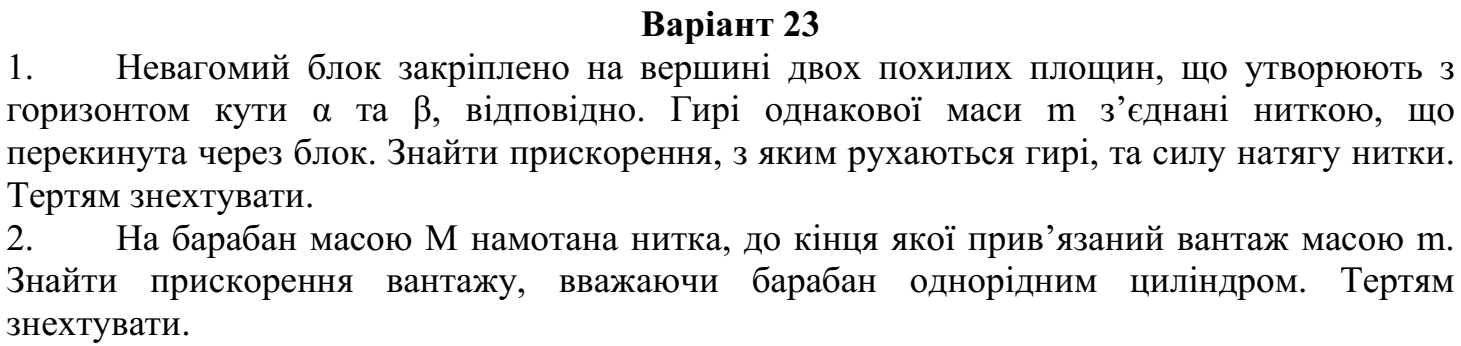 Варіант 23
1. Невагомий блок закріплено на вершині двох похилих площин, що утворюють з
горизонтом кути α та β, відповідно. Гирі однакової маси m з’єднані ниткою, що
перекинута через блок. Знайти прискорення, з яким рухаються гирі, та силу натягу нитки.
Тертям знехтувати.
2. На барабан масою М намотана нитка, до кінця якої прив’язаний вантаж масою m.
Знайти прискорення вантажу, вважаючи барабан однорідним циліндром. Тертям
знехтувати.